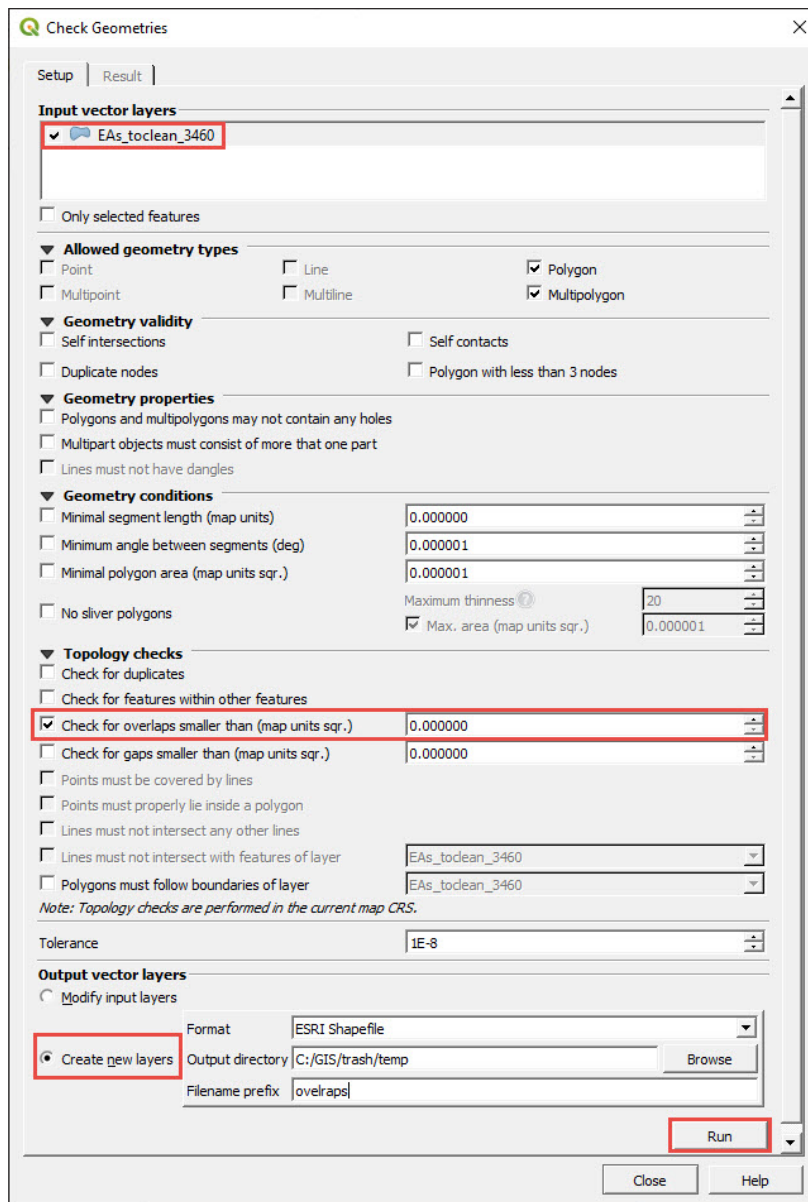 Check Geometries
Setup Result
Input vector layers
EAs_toclean_3460
Only selected features
Allowed geometry types
Point Line Polygon
Multipoint Multiline Multipolygon
Geometry validity
Self intersections Self contacts
Duplicate nodes Polygon with less than 3 nodes
Geometry properties
Polygons and multipolygons may not contain any holes
Multipart objects must consist of more that one part
Lines must not have dangles
Geometry conditions
Minimal segment length (map units) 0.000000
Minimum angle between segments (deg) 0.000001
Minimal polygon area (map units sqr.) 0.000001
No sliver polygons Maximum thinness 20
Max. area (map units sqr.) 0.000001
Topology checks
Check for duplicates
Check for features within other features
Check for overlaps smaller than (map units sqr.) 0.000000
Check for gaps smaller than (map units sqr.) 0.000000
Points must be covered by lines
Points must properly lie inside a polygon
Lines must not intersect any other lines
Lines must not intersect with features of layer EAs_toclean_3460
Polygons must follow boundaries of layer EAs_toclean_3460
Note: Topology checks are performed in the current map CRS.
Tolerance 1E-8
Output vector layers
Modify input layers
Format ESRI Shapefile
Create new layers Output directory C:/GIS/trash/temp Browse
Filename prefix ovelraps
Run
Close Help